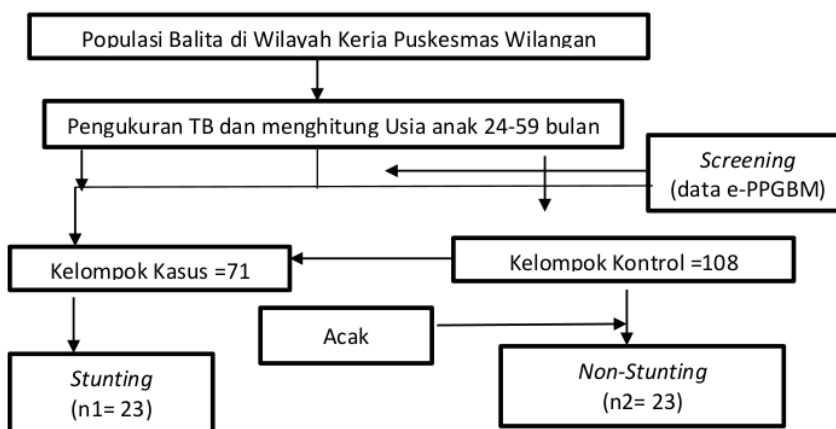 Populasi Balita di Wilayah Kerja Puskesmas Wilangan
Pengukuran TB dan menghitung Usia anak 24-59 bulan
Screening
(data e-PPGBM)
Kelompok Kasus =71
Kelompok Kontrol =108
Acak
Stunting
(n1= 23)
Non-Stunting
(n2= 23)